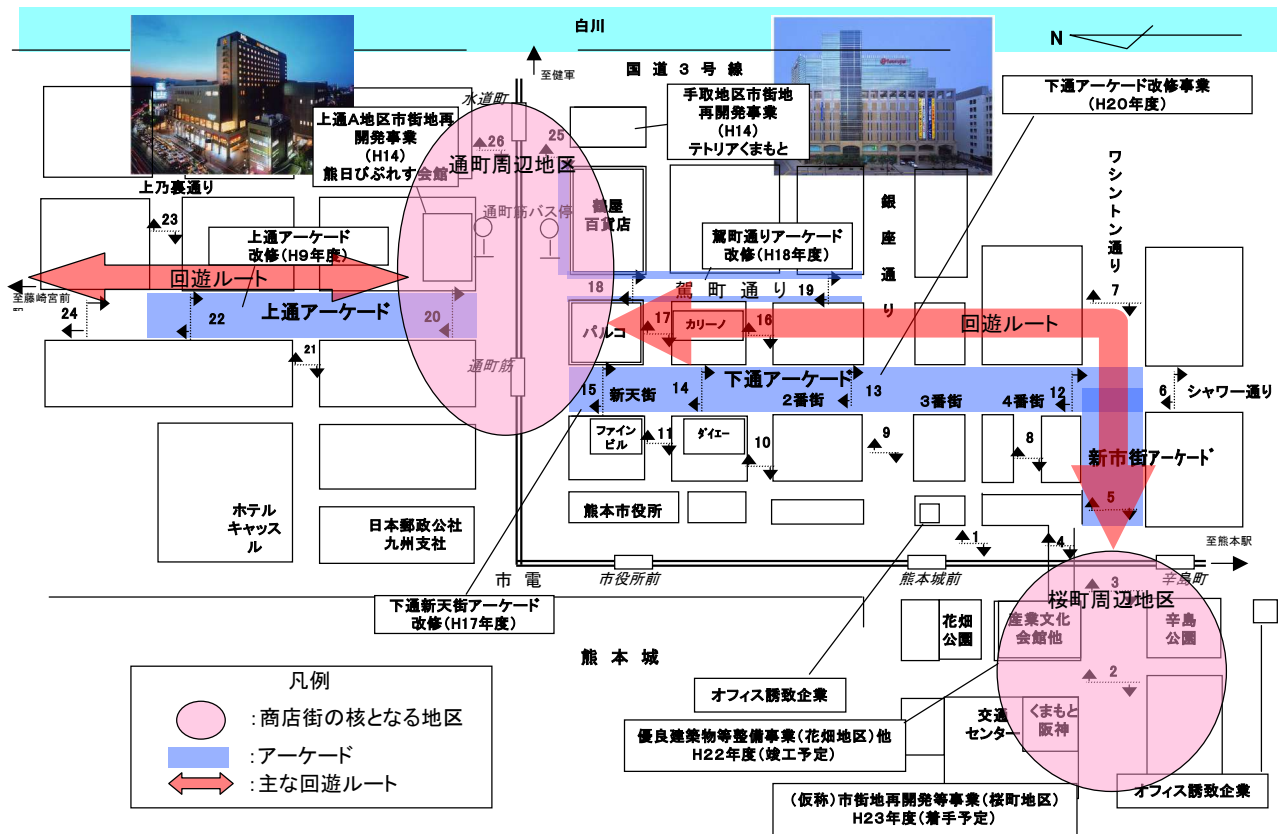 白川
N
至健軍
国道3号線
下通アーケード改修事業
(H20年度)
水道町
手取地区市街地
再開発事業
(H14)
テトリアくまもと
上通A地区市街地再
開発事業
(H14)
熊日びぷれす会館
26
25
通町周辺地区
ワシントン通り
上乃裏通り
23
通町筋バス停
鶴屋
百貨店
銀座通り
上通アーケード
改修(H9年度)
駕町通りアーケード
改修(H18年度)
回遊ルート
至藤崎宮前
駅
18
駕町通り
19
7
24
22
上通アーケード
20
パルコ
17
カリーノ
16
回遊ルート
21
通町筋
15
新天街
14
下通アーケード
2番街
13
3番街
4番街
12
6
シャワー通り
ファイン
ビル
11
ダイエー
10
9
8
新市街アーケード
5
ホテル
キャッス
ル
日本郵政公社
九州支社
熊本市役所
1
4
至熊本駅
市電
市役所前
熊本城前
辛島町
3
桜町周辺地区
下通新天街アーケード
改修(H17年度)
花畑
公園
産業文化
会館他
辛島
公園
熊本城
2
凡例
:商店街の核となる地区
:アーケード
:主な回遊ルート
オフィス誘致企業
交通
センター
くまもと
阪神
優良建築物等整備事業(花畑地区)他
H22年度(竣工予定)
オフィス誘致企業
(仮称)市街地再開発等事業(桜町地区)
H23年度(着手予定)